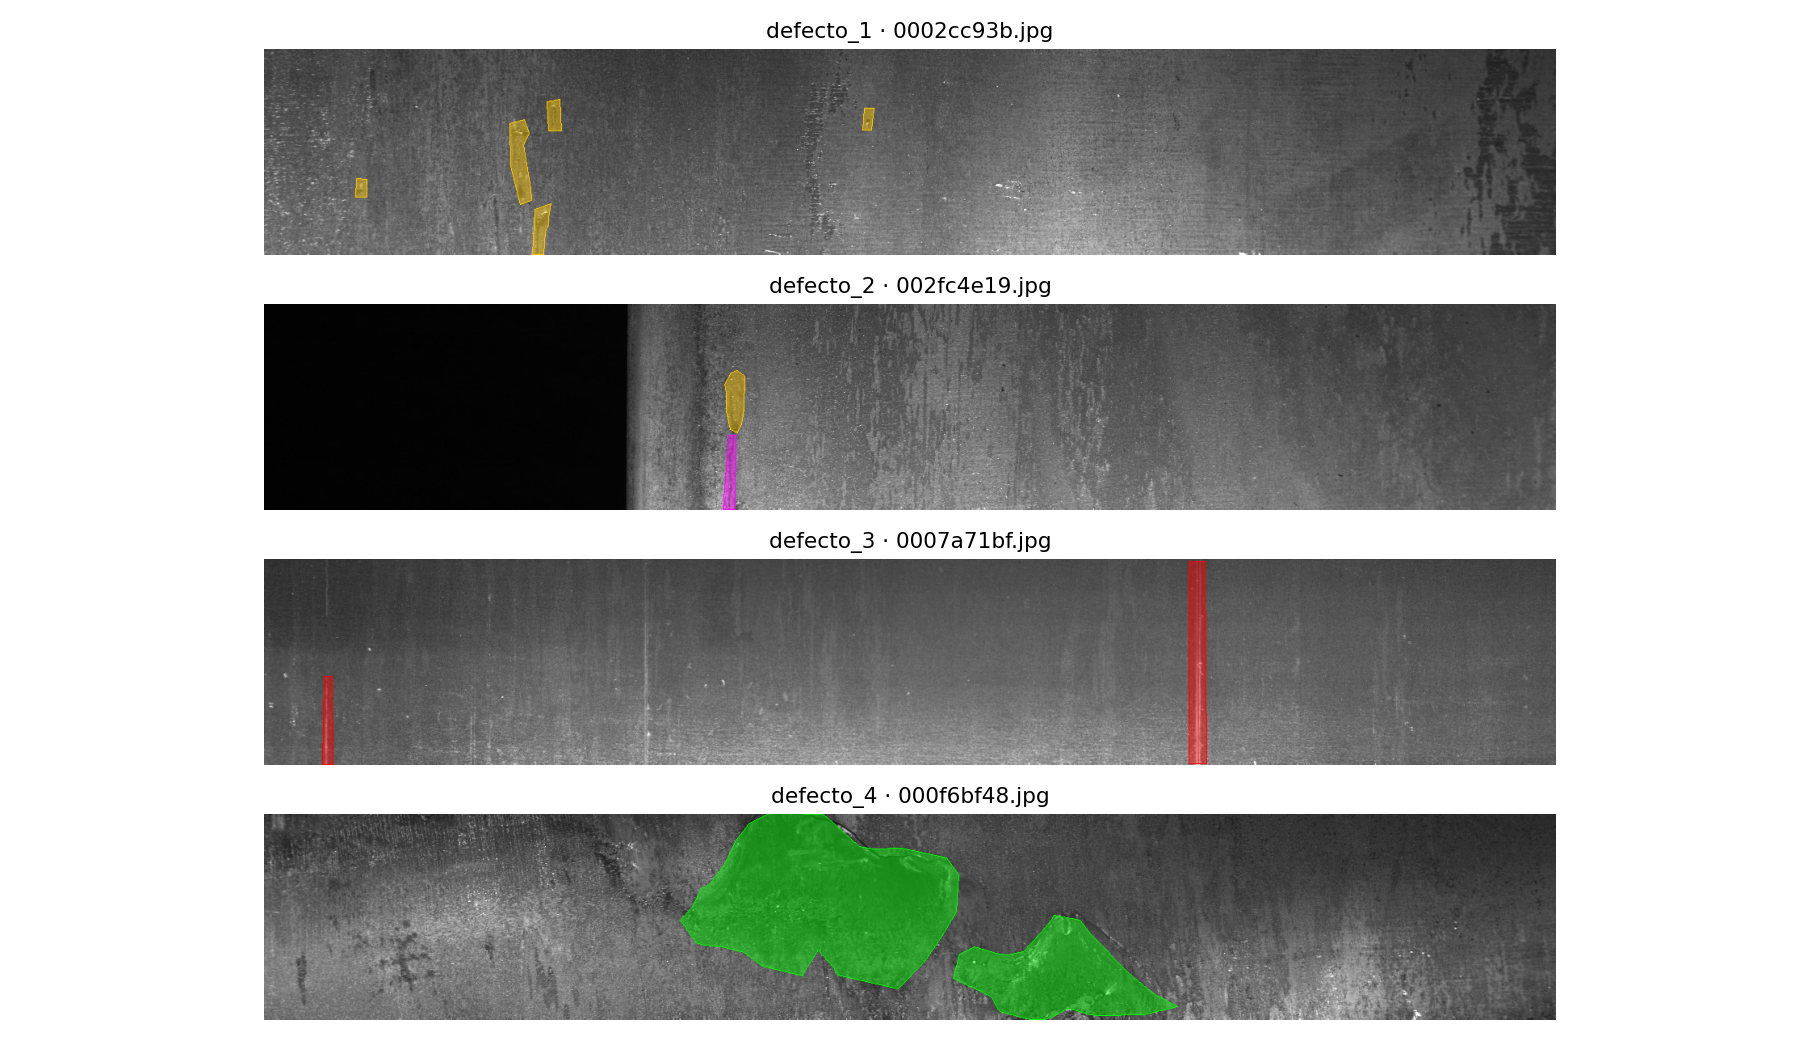 defecto_1 · 0002cc93b.jpg
defecto_2 · 002fc4e19.jpg
defecto_3 · 0007a71bf.jpg
defecto_4 · 000f6bf48.jpg